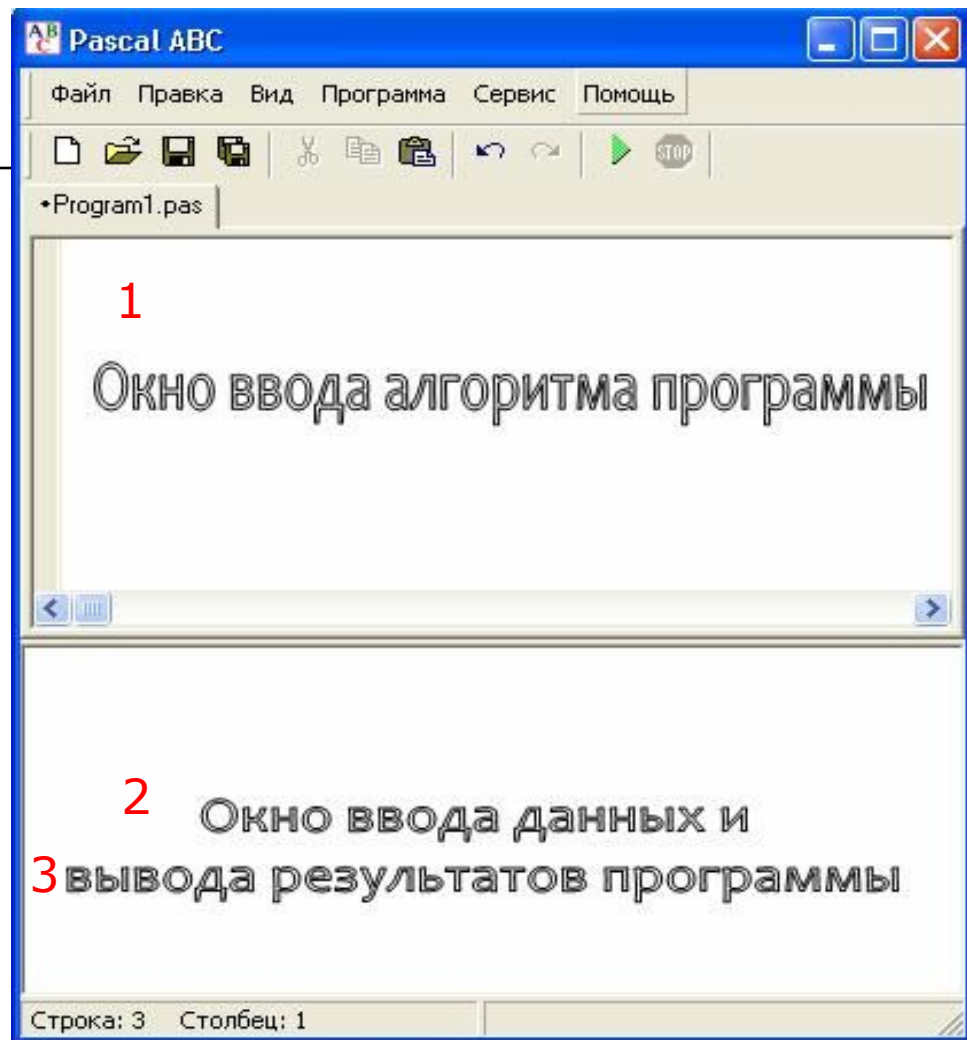 Pascal ABC
Файл Правка Вид Программа Сервис Помощь
STOP
•Program1.pas
1
Окно ввода алгоритма программы
2
Окно ввода данных и
3 вывода результатов программы
Строка: 3 Столбец: 1